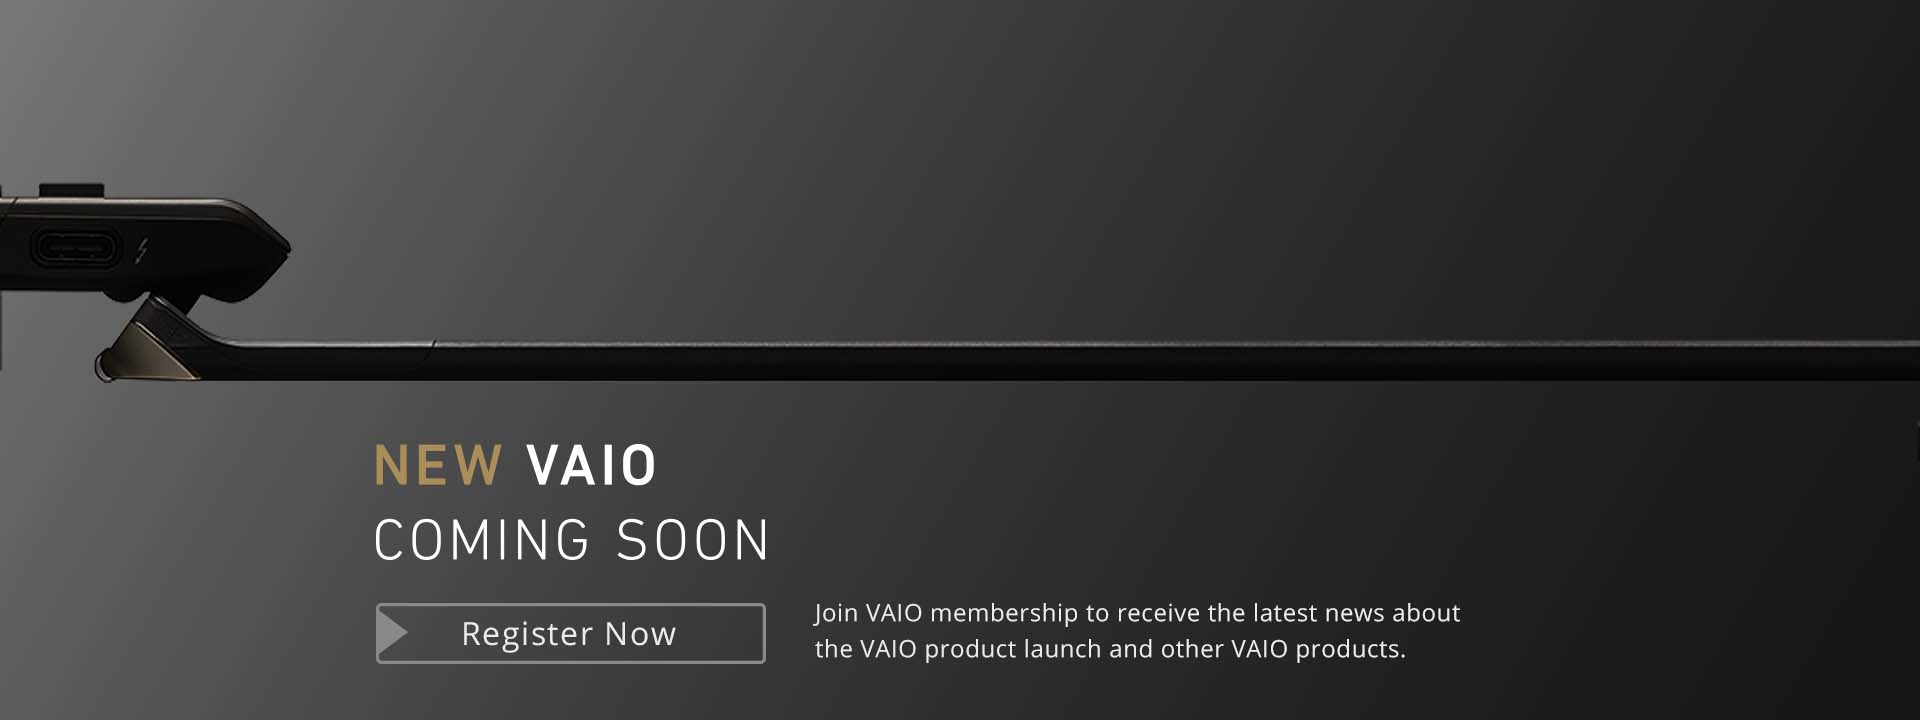 NEW VAIO
COMING SOON
Register Now
Join VAIO membership to receive the latest news about
the VAIO product launch and other VAIO products.